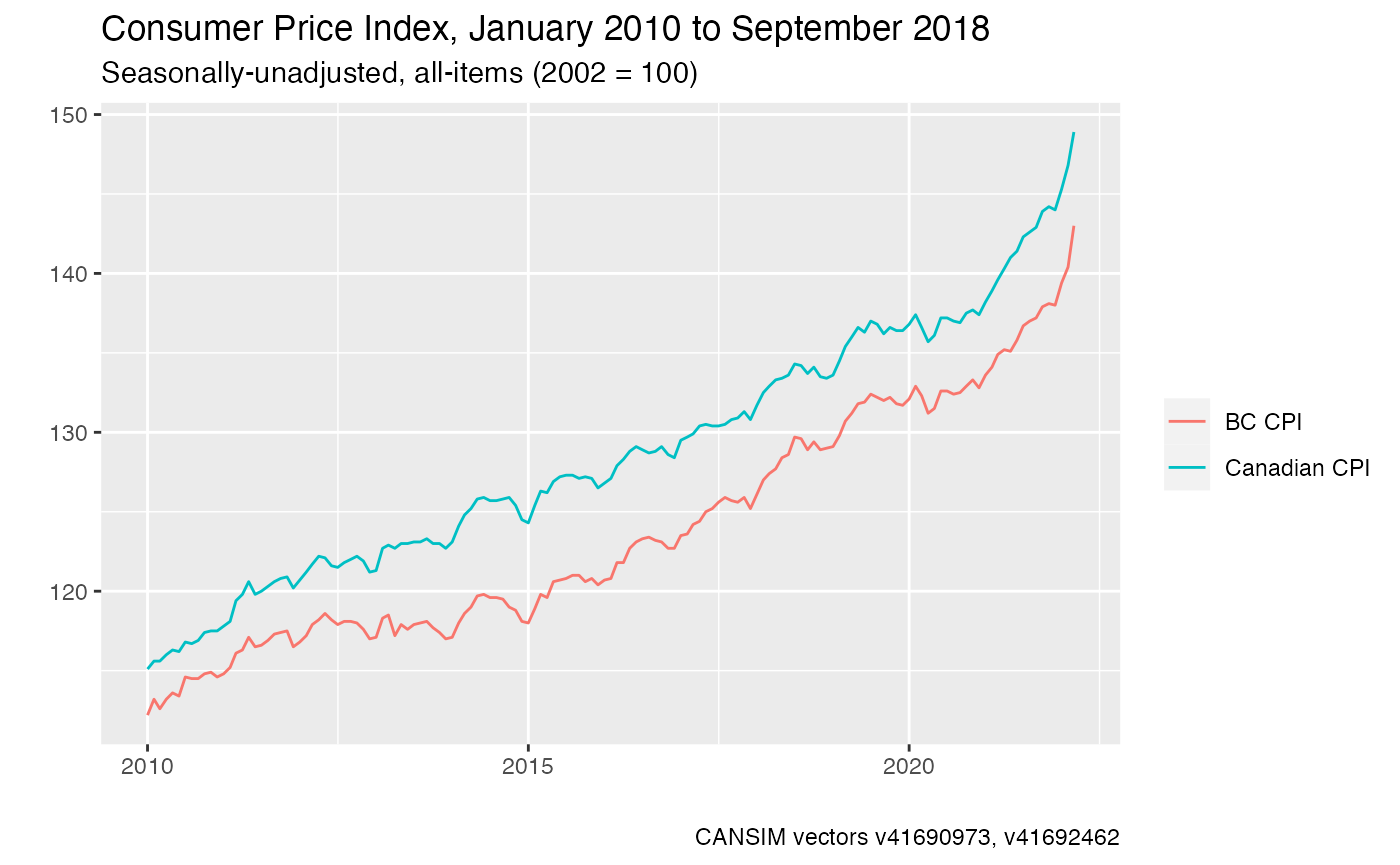 Consumer Price Index, January 2010 to September 2018
Seasonally-unadjusted, all-items (2002 = 100)
150
140
130
120
2010 2015 2020
BC CPI
Canadian CPI
CANSIM vectors v41690973, v41692462